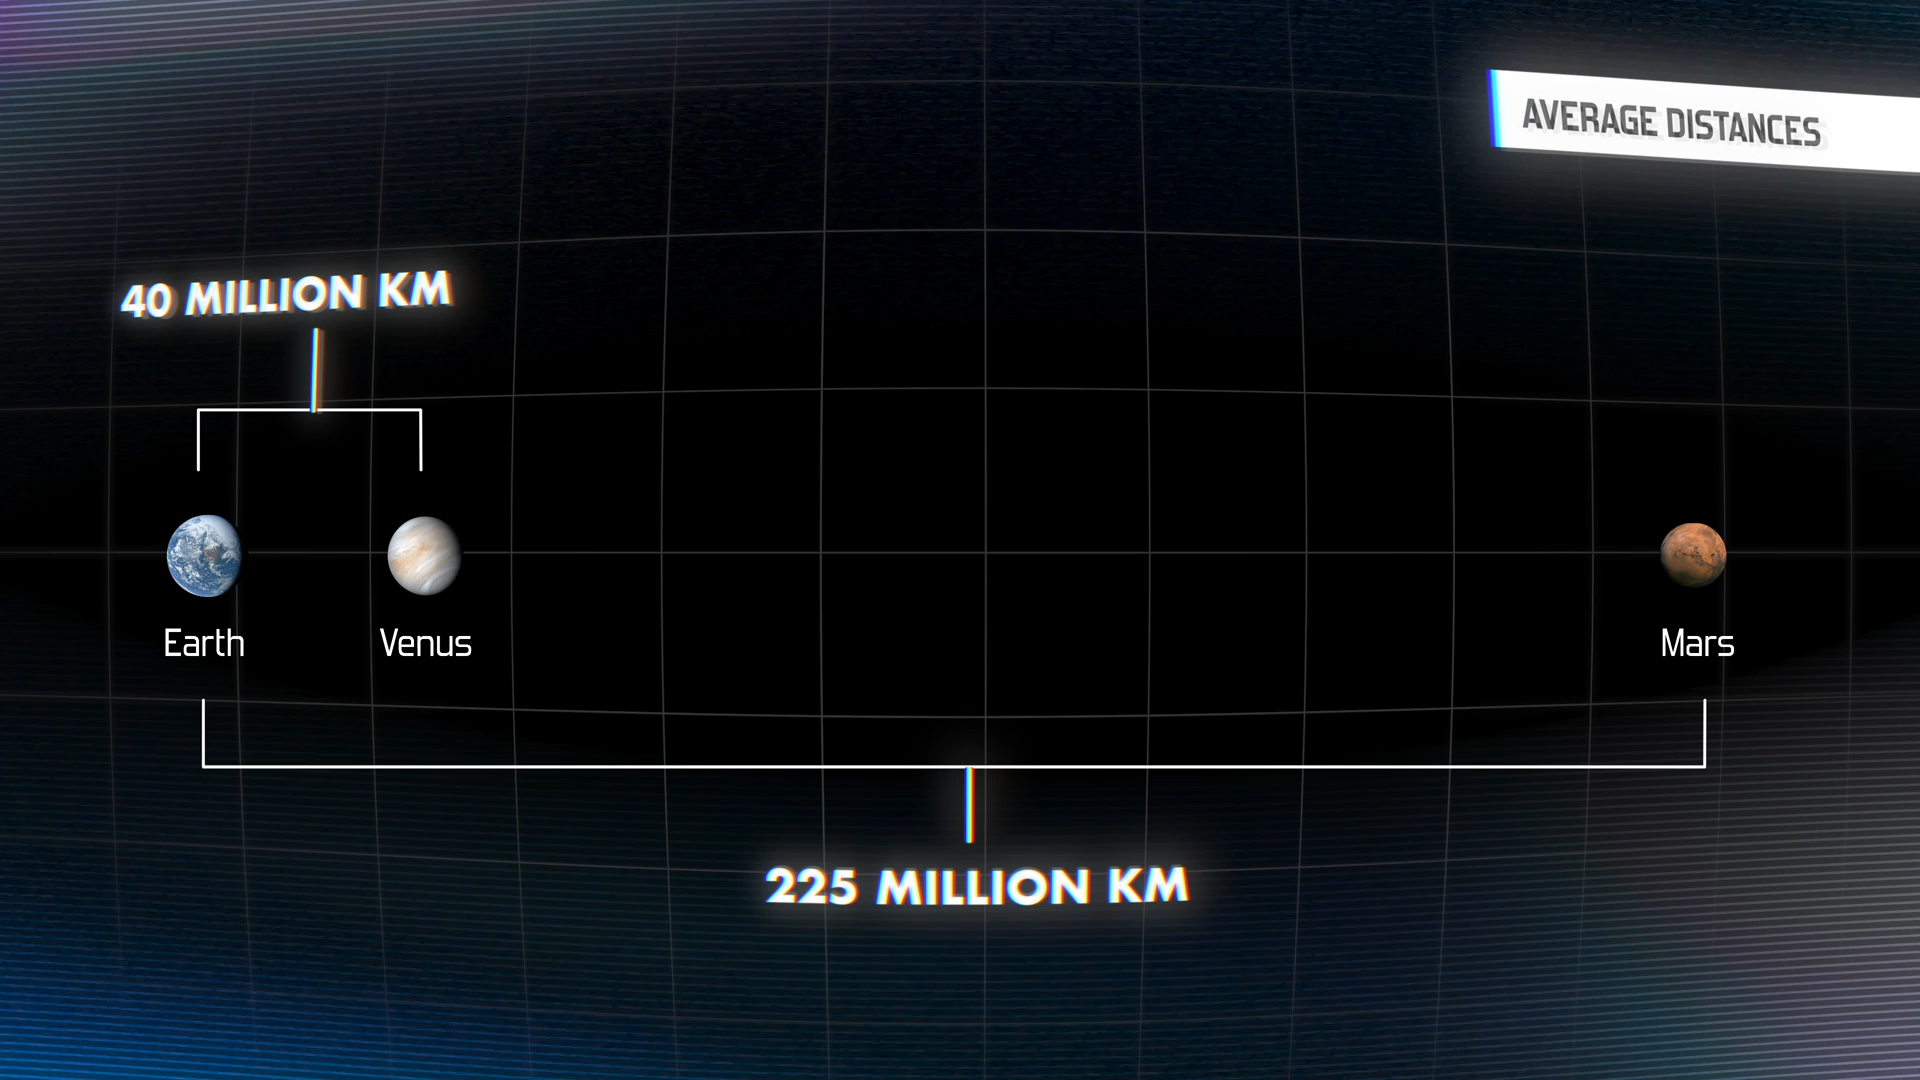 AVERAGE DISTANCES
40 MILLION KM
Earth
Venus
Mars
225 MILLION KM